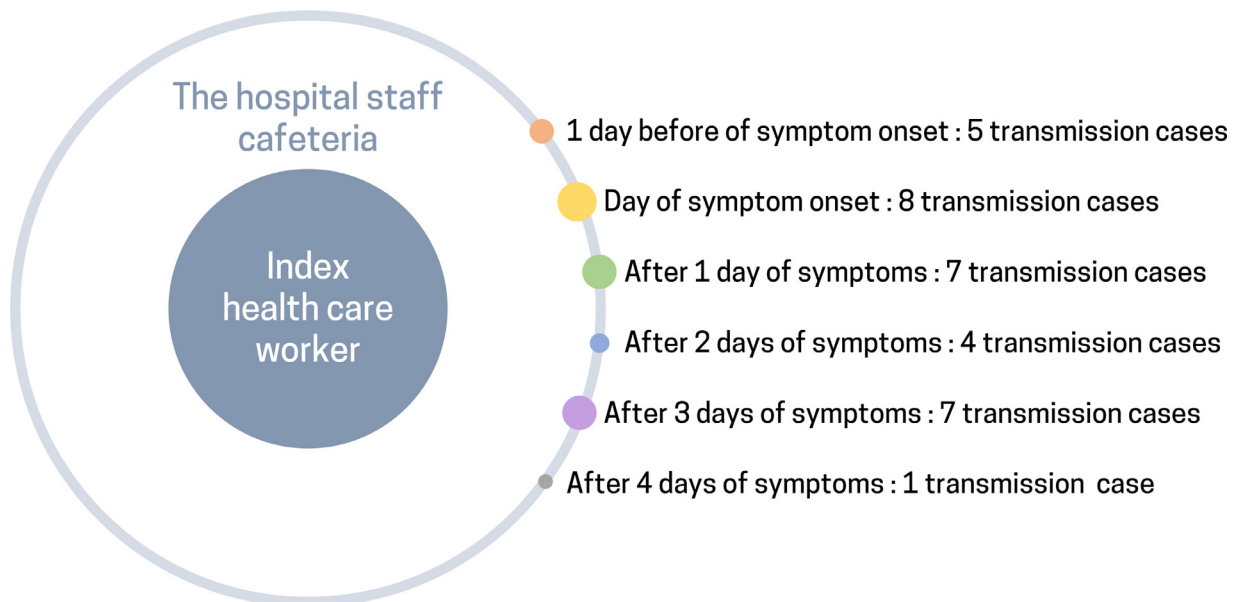 The hospital staff
cafeteria
Index
health care
worker
1 day before of symptom onset : 5 transmission cases
Day of symptom onset : 8 transmission cases
After 1 day of symptoms : 7 transmission cases
After 2 days of symptoms : 4 transmission cases
After 3 days of symptoms : 7 transmission cases
After 4 days of symptoms : 1 transmission case